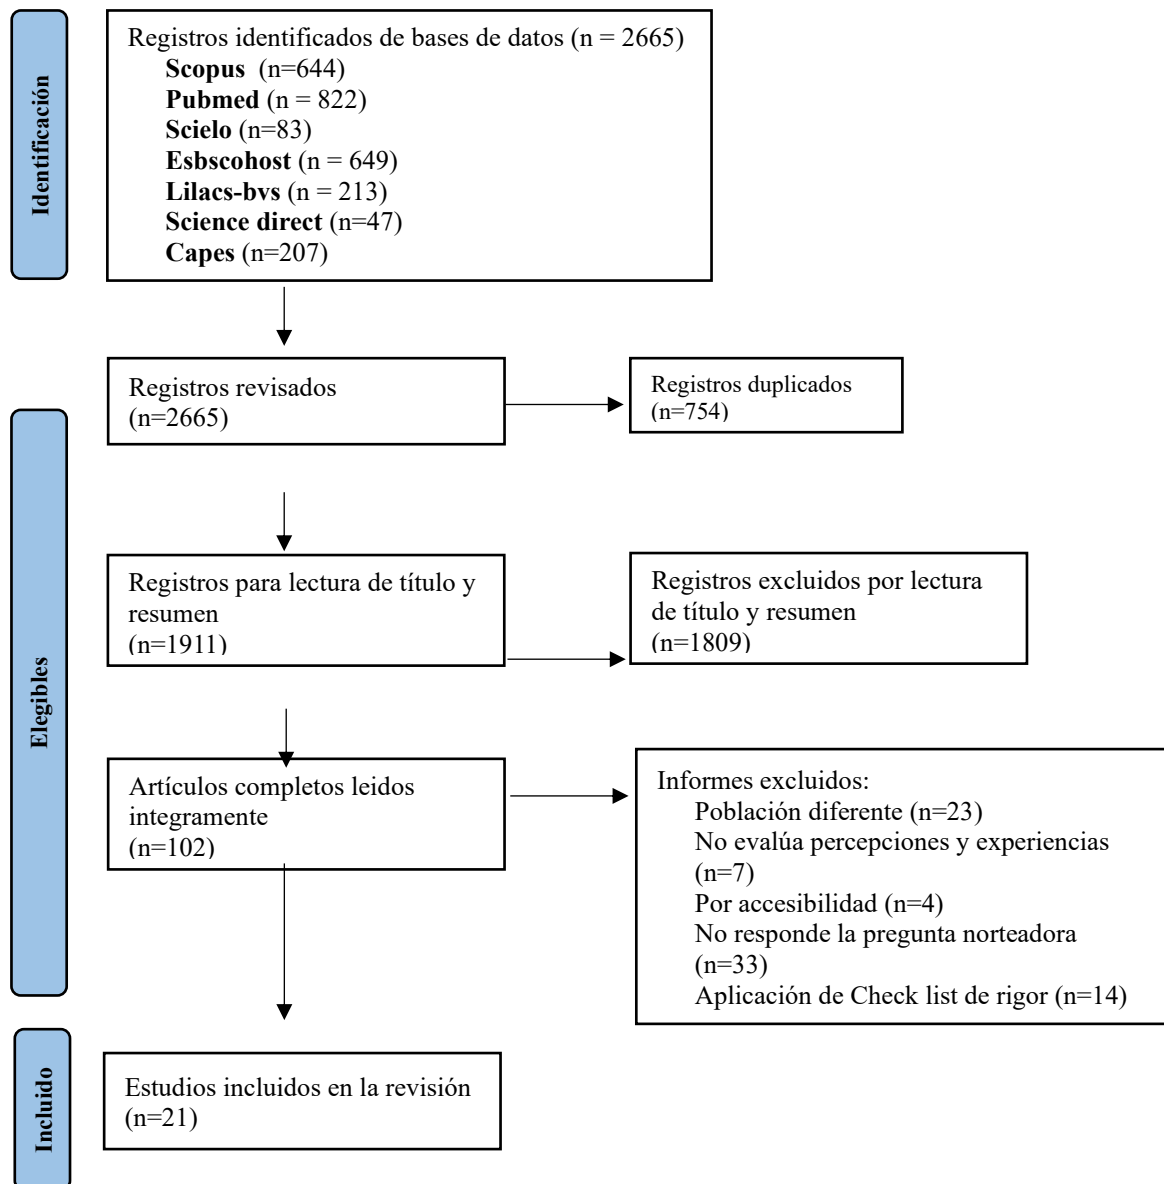 Identificación
Registros identificados de bases de datos (n = 2665)
Scopus (n=644)
Pubmed (n = 822)
Scielo (n=83)
Esbscohost (n = 649)
Lilacs-bvs (n = 213)
Science direct (n=47)
Capes (n=207)
Elegibles
Registros revisados
(n=2665)
Registros duplicados
(n=754)
Registros para lectura de título y
resumen
(n=1911)
Registros excluidos por lectura
de título y resumen
(n=1809)
Artículos completos leidos
integramente
(n=102)
Informes excluidos:
Población diferente (n=23)
No evalúa percepciones y experiencias
(n=7)
Por accesibilidad (n=4)
No responde la pregunta norteadora
(n=33)
Aplicación de Check list de rigor (n=14)
Incluido
Estudios incluidos en la revisión
(n=21)